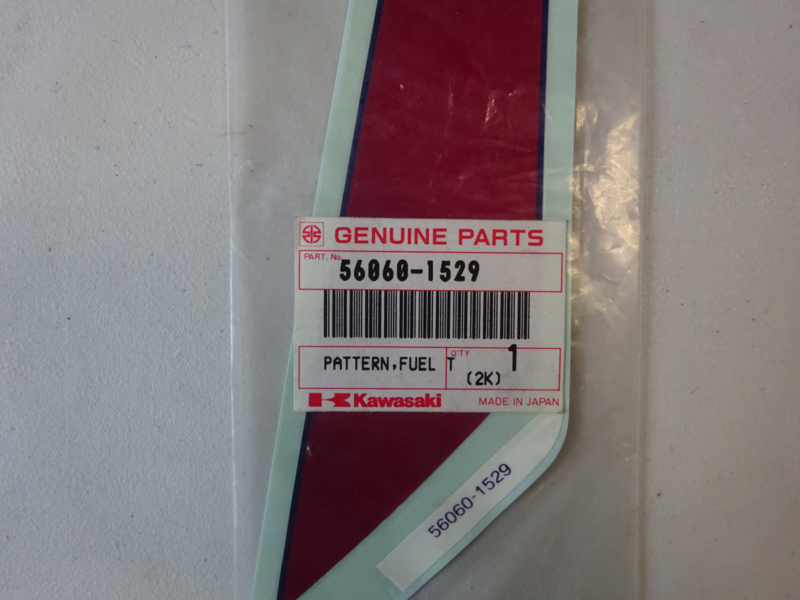 GENUINE PARTS
PART. No.
56060-1529
PATTERN,FUEL T
Q'TY
1
(2K)
Kawasaki
MADE IN JAPAN
56060-1529